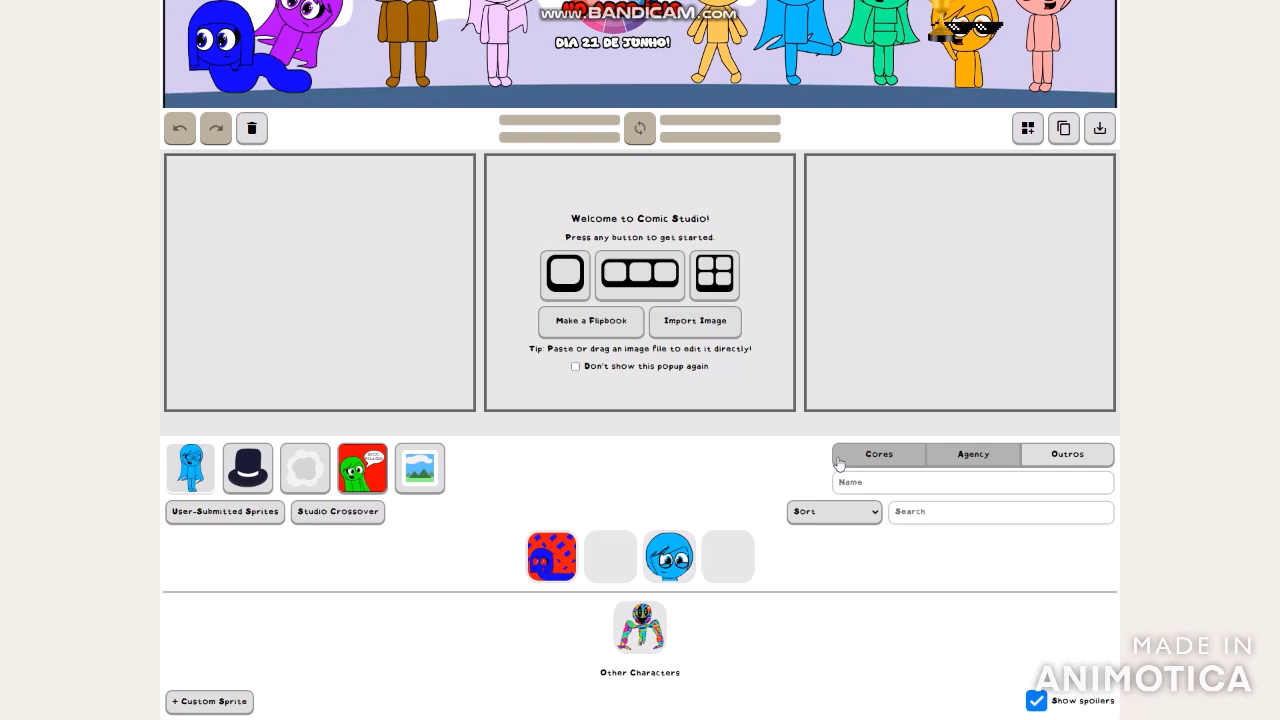 WWW.BANDICAM.COM
DIA 21 DE JUNHO!
Welcome to Comic Studio!
Press any button to get started.
Make a Flipbook
Import Image
Tip: Paste or drag an image file to edit it directly!
Don't show this popup again
Cores
Agency
Outros
Name
User-Submitted Sprites
Studio Crossover
Sort
Search
Other Characters
+ Custom Sprite
Show spoilers
MADE IN
ANIMOTICA